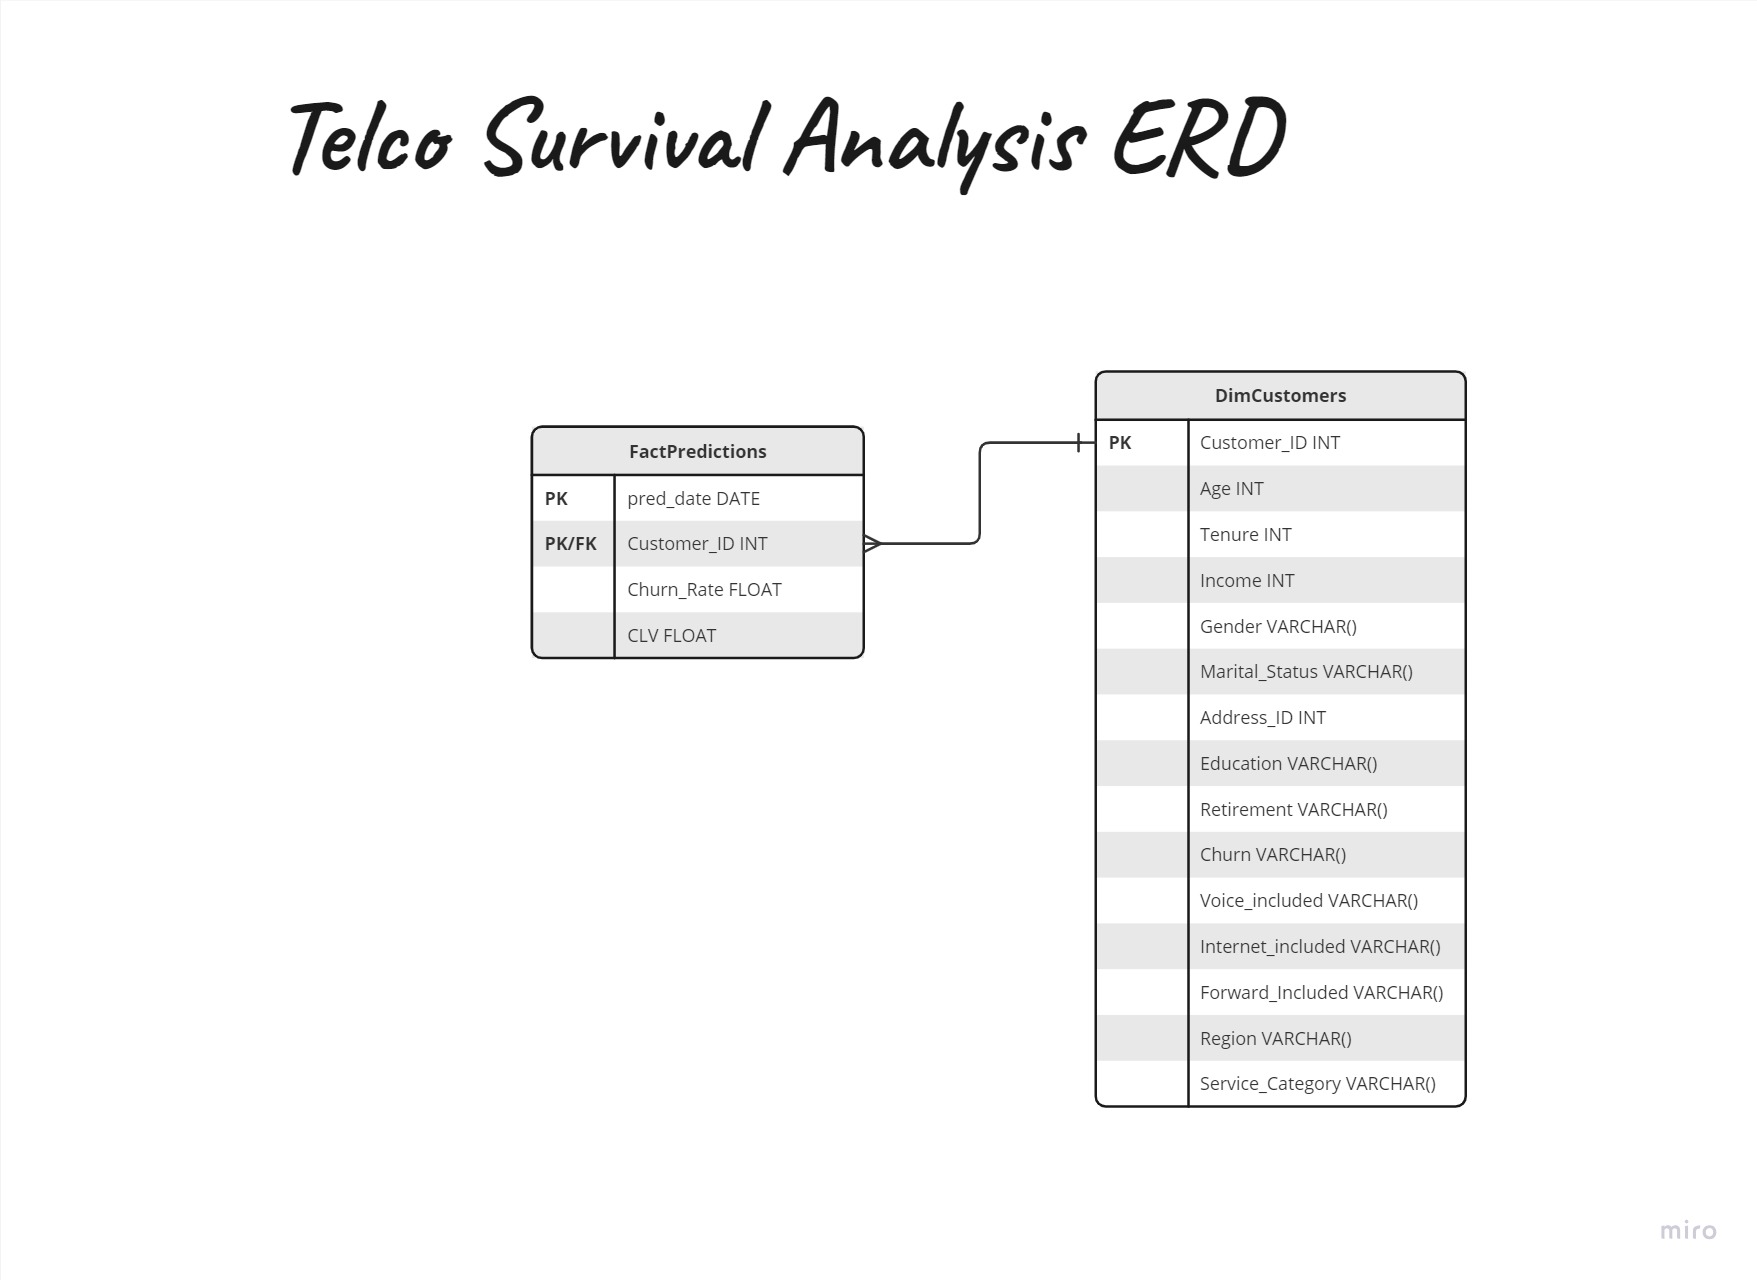 Telco Survival Analysis ERD
FactPredictions
PK pred_date DATE
PK/FK Customer_ID INT
Churn_Rate FLOAT
CLV FLOAT
DimCustomers
PK Customer_ID INT
Age INT
Tenure INT
Income INT
Gender VARCHAR()
Marital_Status VARCHAR()
Address_ID INT
Education VARCHAR()
Retirement VARCHAR()
Churn VARCHAR()
Voice_included VARCHAR()
Internet_included VARCHAR()
Forward_Included VARCHAR()
Region VARCHAR()
Service_Category VARCHAR()
miro